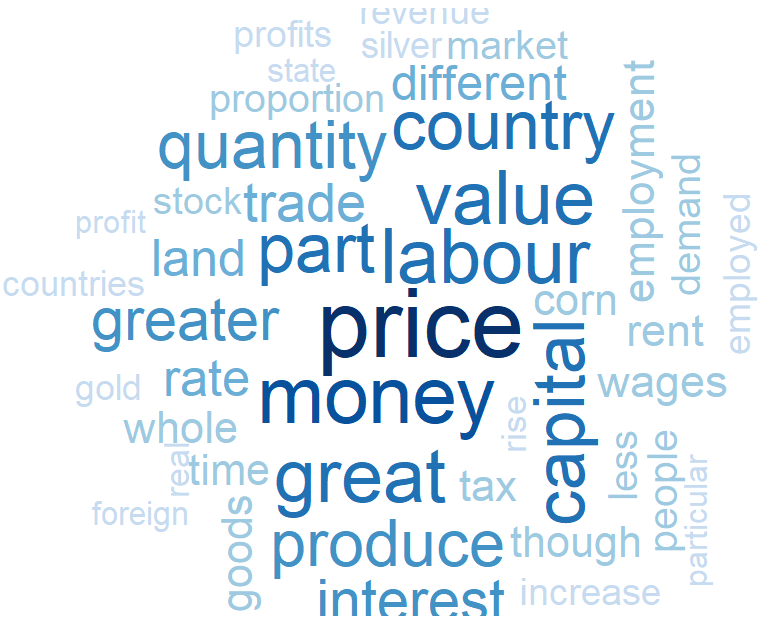 revenue
profits
silver
market
state
different
proportion
country
quantity
employment
value
stock
trade
demand
profit
part
labour
land
employed
countries
greater
price
corn
rent
capital
rate
gold
money
wages
whole
rise
real
time
great
tax
less
people
particular
foreign
goods
produce
though
increase
interest